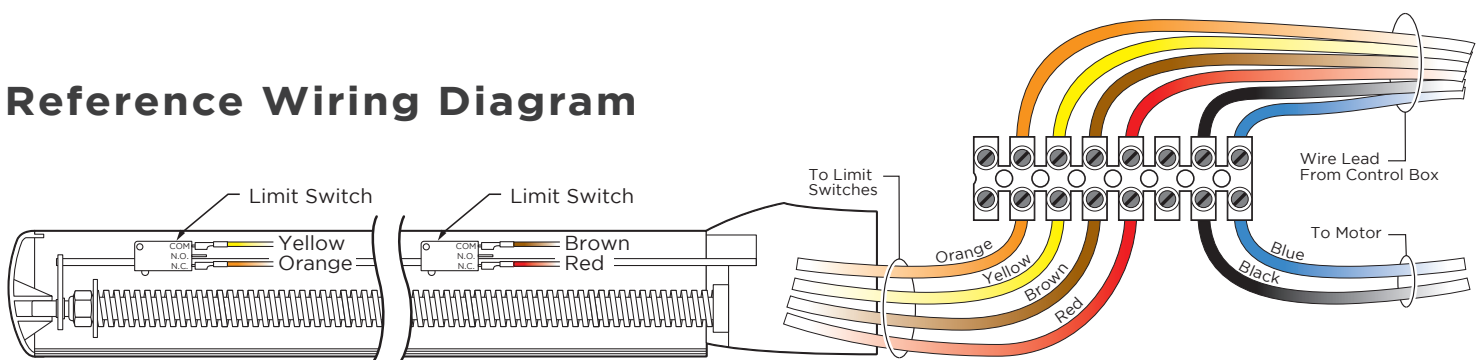 Reference Wiring Diagram
Limit Switch
COM
N.O.
N.C.
Yellow
Orange
Limit Switch
COM
N.O.
N.C.
Brown
Red
To Limit
Switches
Orange
Yellow
Brown
Red
Wire Lead
From Control Box
To Motor
Blue
Black